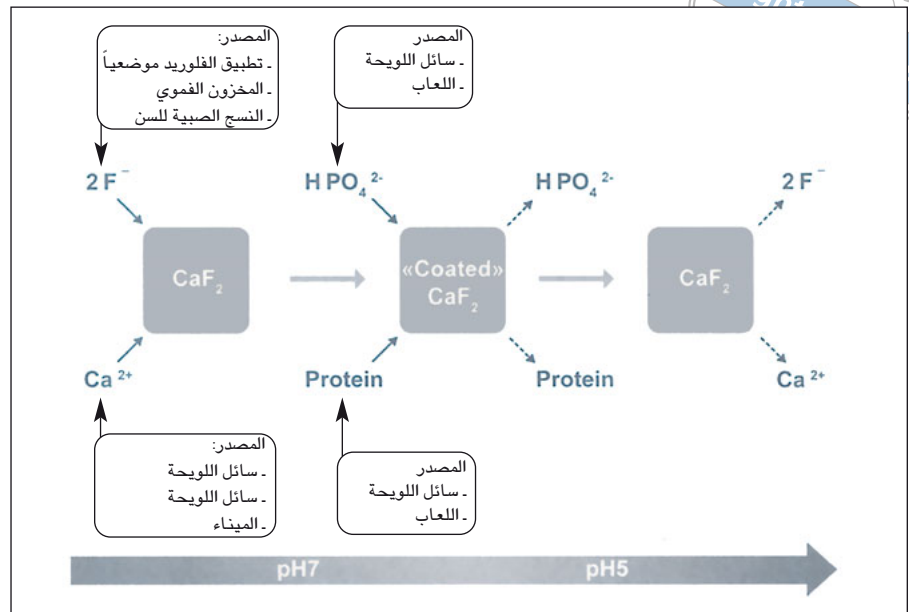 المصدر:
ـ تطبيق الفلوريد موضعياً
ـ المخزون الفموي
ـ النسج الصبية للسن
المصدر
ـ سائل اللويحة
ـ اللعاب
2 F⁻
H PO₄²⁻
H PO₄²⁻
2 F⁻
CaF₂
«Coated»
CaF₂
CaF₂
Ca²⁺
Protein
Protein
Ca²⁺
المصدر:
ـ سائل اللويحة
ـ سائل اللويحة
ـ الميناء
المصدر
ـ سائل اللويحة
ـ اللعاب
pH7
pH5